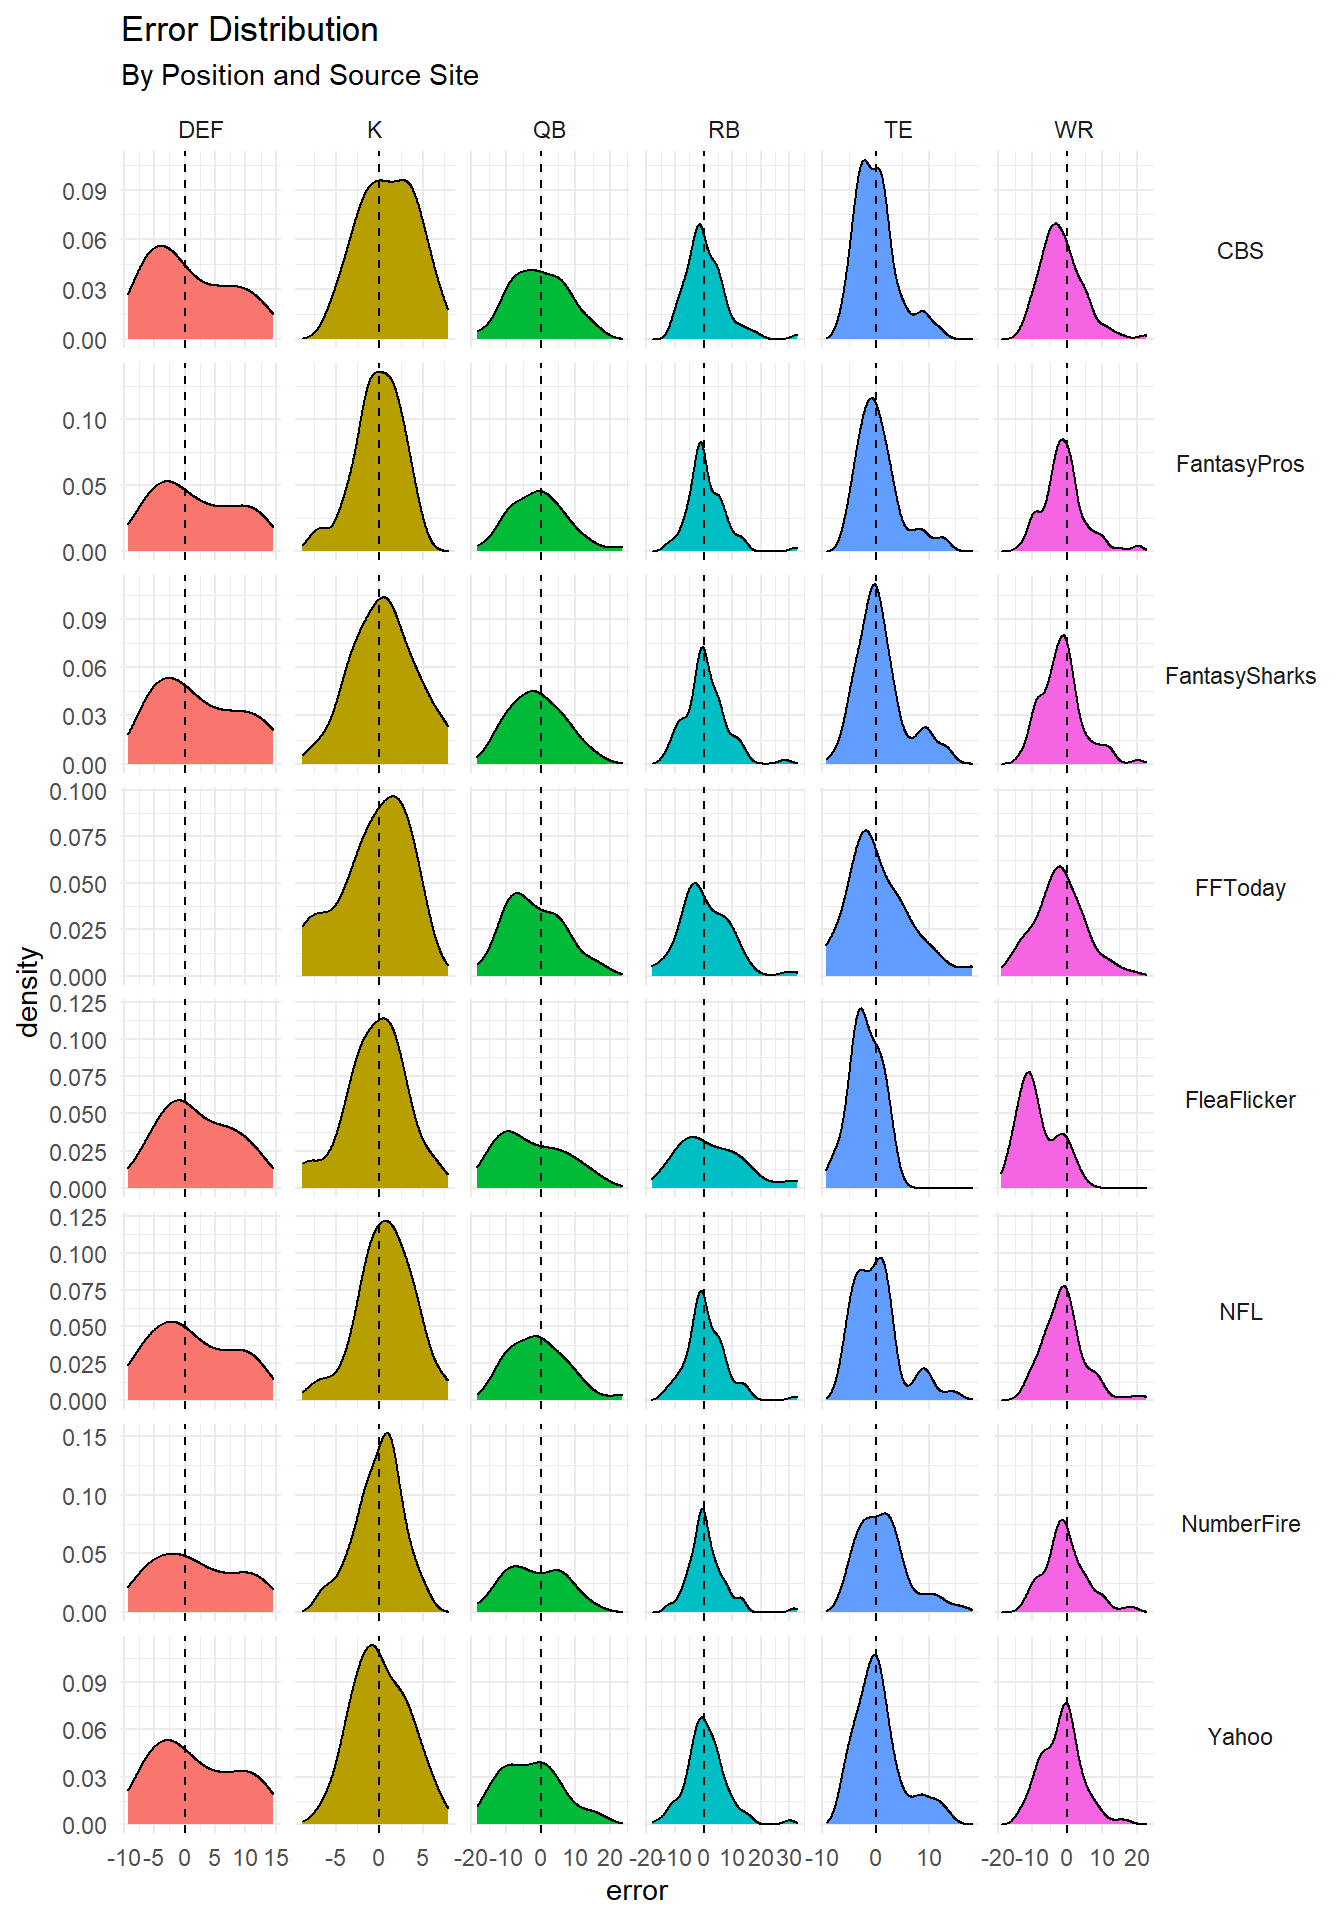 Error Distribution
By Position and Source Site
DEF K QB RB TE WR
0.09
0.06
0.03
0.00
CBS
0.10
0.05
0.00
FantasyPros
0.09
0.06
0.03
0.00
FantasySharks
0.100
0.075
0.050
0.025
0.000
FFToday
density
0.125
0.100
0.075
0.050
0.025
0.000
FleaFlicker
0.125
0.100
0.075
0.050
0.025
0.000
NFL
0.15
0.10
0.05
0.00
NumberFire
0.09
0.06
0.03
0.00
Yahoo
-10 -5 0 5 10 15 -5 0 5 -20 -10 0 10 20 -20 -10 0 10 20 30 -10 0 10 -20 -10 0 10 20
error